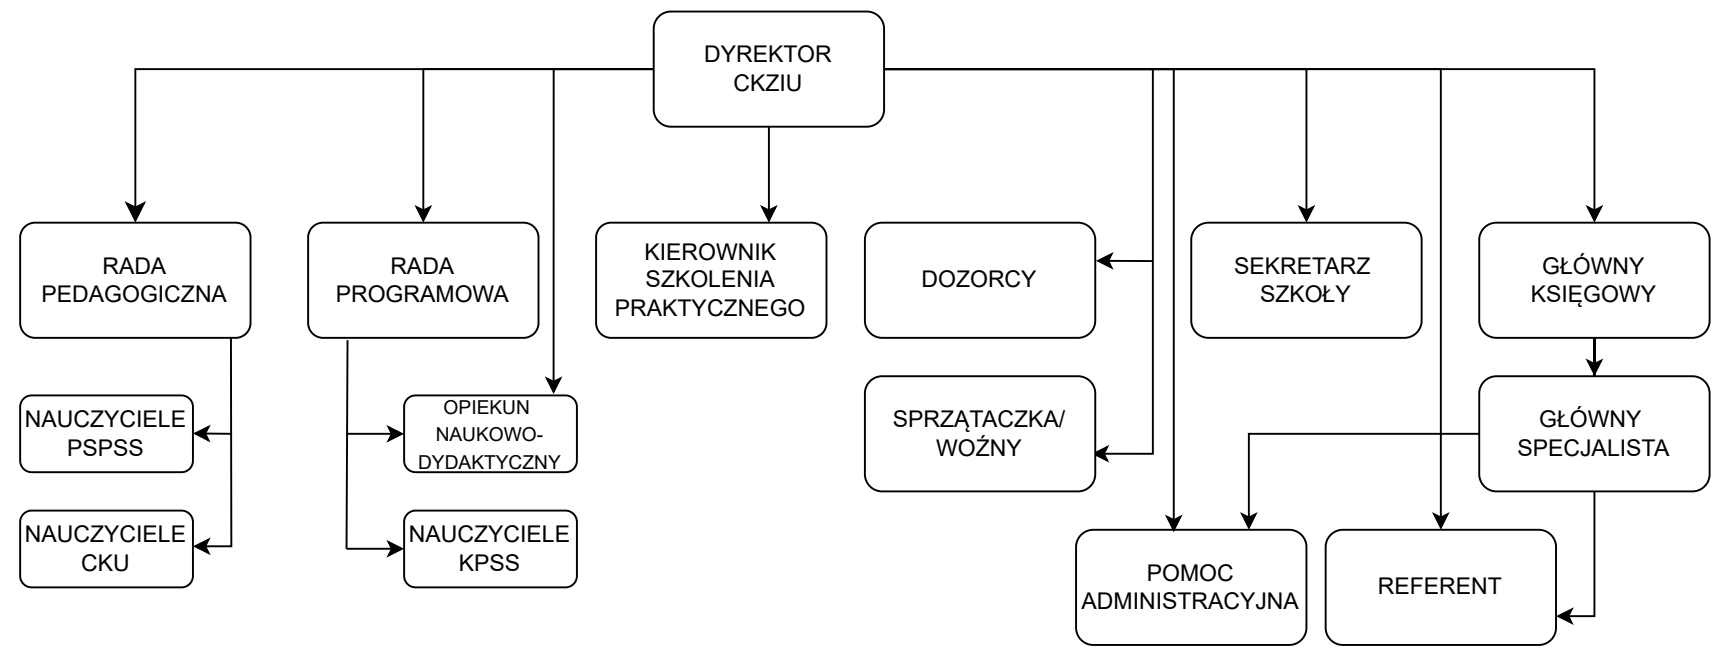 DYREKTOR
CKZIU
RADA
PEDAGOGICZNA
RADA
PROGRAMOWA
KIEROWNIK
SZKOLENIA
PRAKTYCZNEGO
DOZORCY
SEKRETARZ
SZKOŁY
GŁÓWNY
KSIĘGOWY
NAUCZYCIELE
PSPSS
OPIEKUN
NAUKOWO-
DYDAKTYCZNY
SPRZĄTACZKA/
WOŹNY
GŁÓWNY
SPECJALISTA
NAUCZYCIELE
CKU
NAUCZYCIELE
KPSS
POMOC
ADMINISTRACYJNA
REFERENT